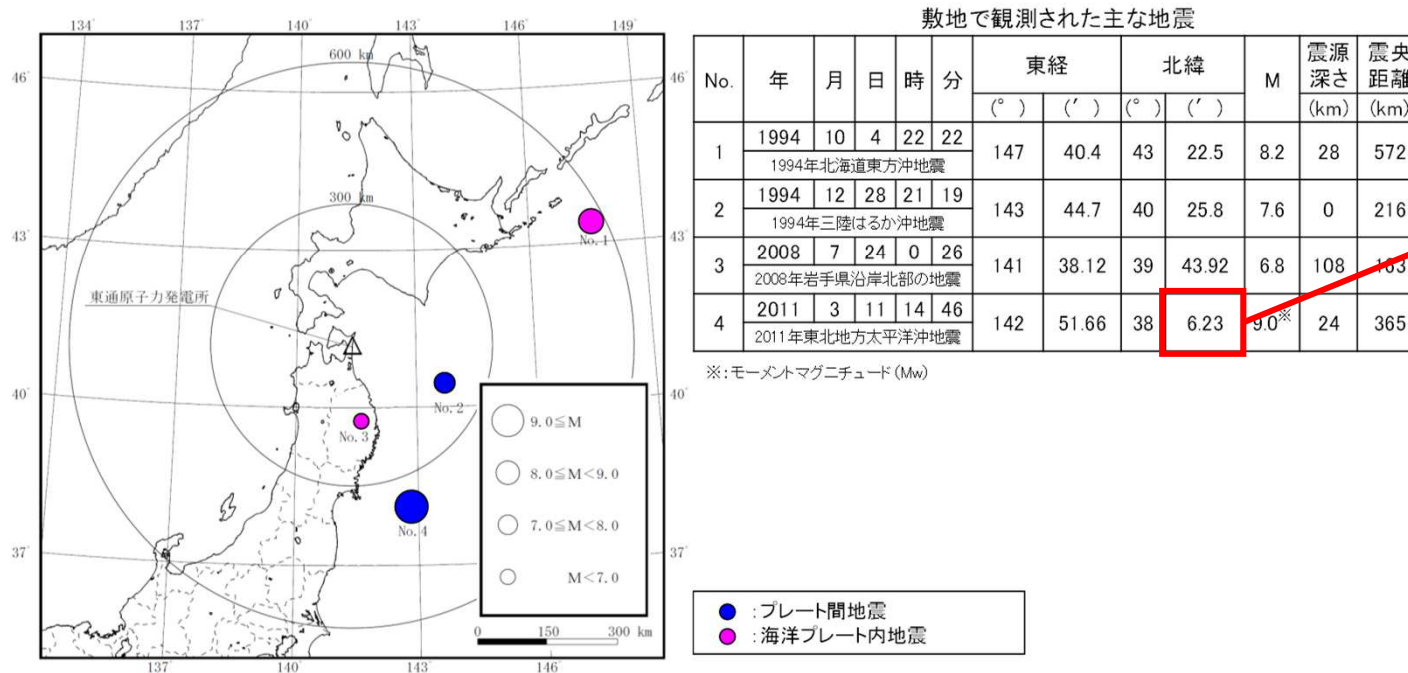 134° 137° 140° 143° 146° 149°
600 km
46° 46°
300 km
43° 43°
No.1
東通原子力発電所
40° 40°
No.2
No.3
No.4
37° 37°
9.0≦M
8.0≦M<9.0
7.0≦M<8.0
M<7.0
0 150 300 km
137° 140° 143° 146°
敷地で観測された主な地震
No. 年 月 日 時 分 東経 北緯 M 震源深さ 震央距離
(° ) (′ ) (° ) (′ ) (km) (km)
1 1994 10 4 22 22 147 40.4 43 22.5 8.2 28 572
1994年北海道東方沖地震
2 1994 12 28 21 19 143 44.7 40 25.8 7.6 0 216
1994年三陸はるか沖地震
3 2008 7 24 0 26 141 38.12 39 43.92 6.8 108 163
2008年岩手県沿岸北部の地震
4 2011 3 11 14 46 142 51.66 38 6.23 9.0※ 24 365
2011年東北地方太平洋沖地震
※:モーメントマグニチュード(Mw)
:プレート間地震
:海洋プレート内地震